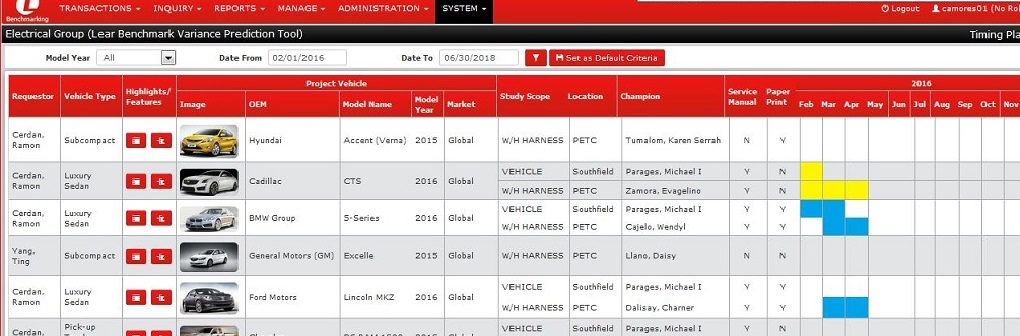 TRANSACTIONS INQUIRY REPORTS MANAGE ADMINISTRATION SYSTEM
Logout camores01 (No Rol
Benchmarking
Electrical Group (Lear Benchmark Variance Prediction Tool) Timing Pla
Model Year All Date From 02/01/2016 Date To 06/30/2018 Set as Default Criteria
Requestor Vehicle Type Highlights/ Features Project Vehicle Study Scope Location Champion Service Manual Paper Print 2016
Image OEM Model Name Model Year Market Feb Mar Apr May Jun Jul Aug Sep Oct Nov
Cerdan, Ramon Subcompact Hyundai Accent (Verna) 2015 Global W/H HARNESS PETC Tumalom, Karen Serrah N Y
Cerdan, Ramon Luxury Sedan Cadillac CTS 2016 Global VEHICLE Southfield Parages, Michael I Y N
W/H HARNESS PETC Zamora, Evagelino Y N
Cerdan, Ramon Luxury Sedan BMW Group 5-Series 2016 Global VEHICLE Southfield Parages, Michael I Y Y
W/H HARNESS PETC Cajello, Wendyl Y Y
Yang, Ting Subcompact General Motors (GM) Excelle 2015 Global W/H HARNESS PETC Llano, Daisy Y N
Cerdan, Ramon Luxury Sedan Ford Motors Lincoln MKZ 2016 Global VEHICLE Southfield Parages, Michael I Y Y
W/H HARNESS PETC Dalisay, Charner Y Y
Cerdan, Pick-up VEHICLE Southfield Parages, Michael I Y N